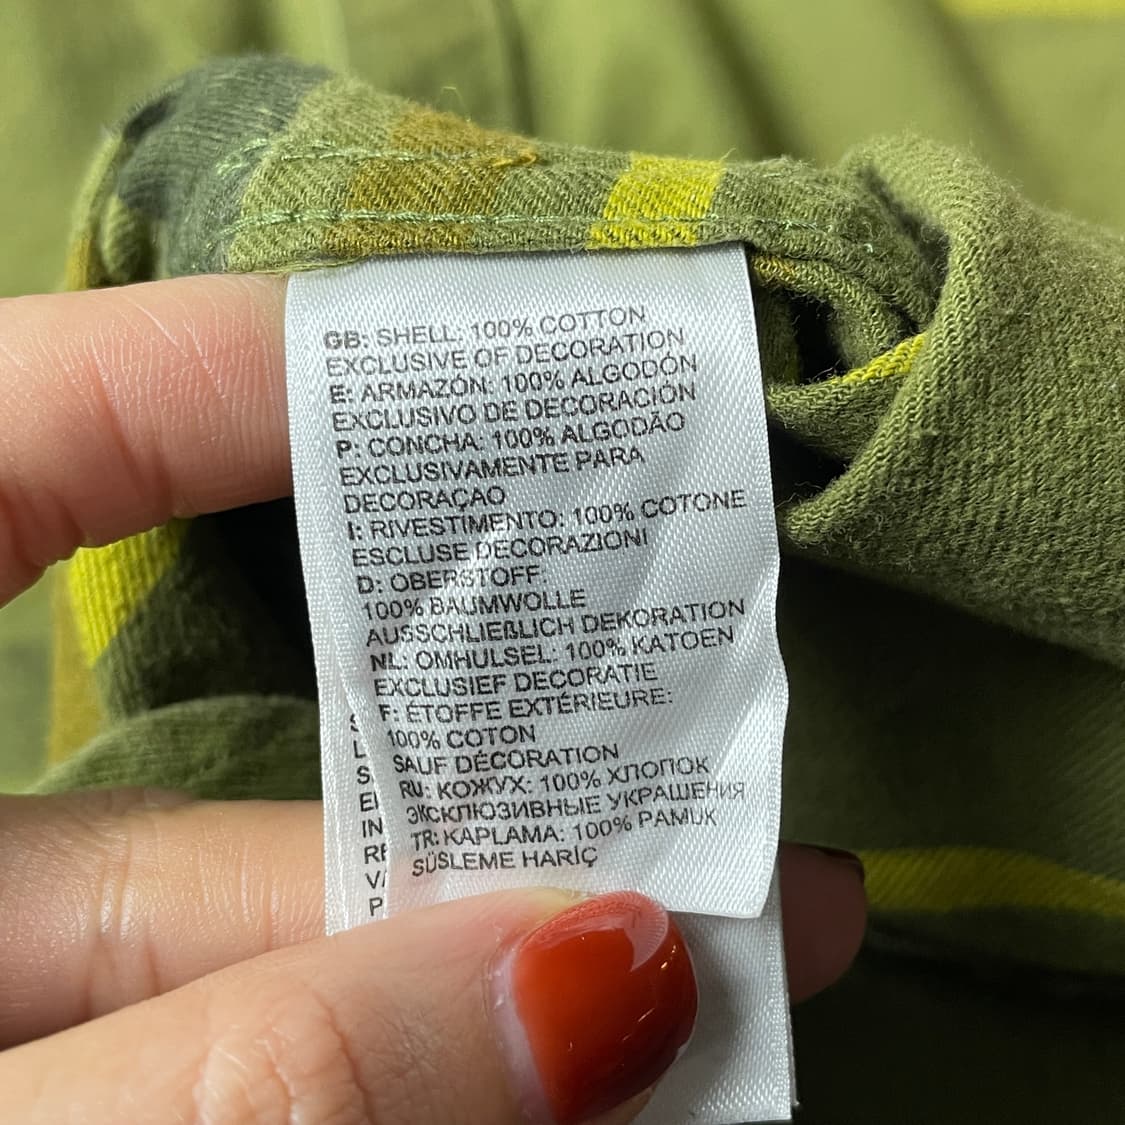 GB: SHELL: 100% COTTON
EXCLUSIVE OF DECORATION
E: ARMAZÓN: 100% ALGODÓN
EXCLUSIVO DE DECORACIÓN
P: CONCHA: 100% ALGODÃO
EXCLUSIVAMENTE PARA
DECORAÇAO
I: RIVESTIMENTO: 100% COTONE
ESCLUSE DECORAZIONI
D: OBERSTOFF:
100% BAUMWOLLE
AUSSCHLIEßLICH DEKORATION
NL: OMHULSEL: 100% KATOEN
EXCLUSIEF DECORATIE
F: ÉTOFFE EXTÉRIEURE:
100% COTON
SAUF DÉCORATION
RU: КОЖУХ: 100% ХЛОПОК
ЭКСКЛЮЗИВНЫЕ УКРАШЕНИЯ
TR: KAPLAMA: 100% PAMUK
SÜSLEME HARİÇ